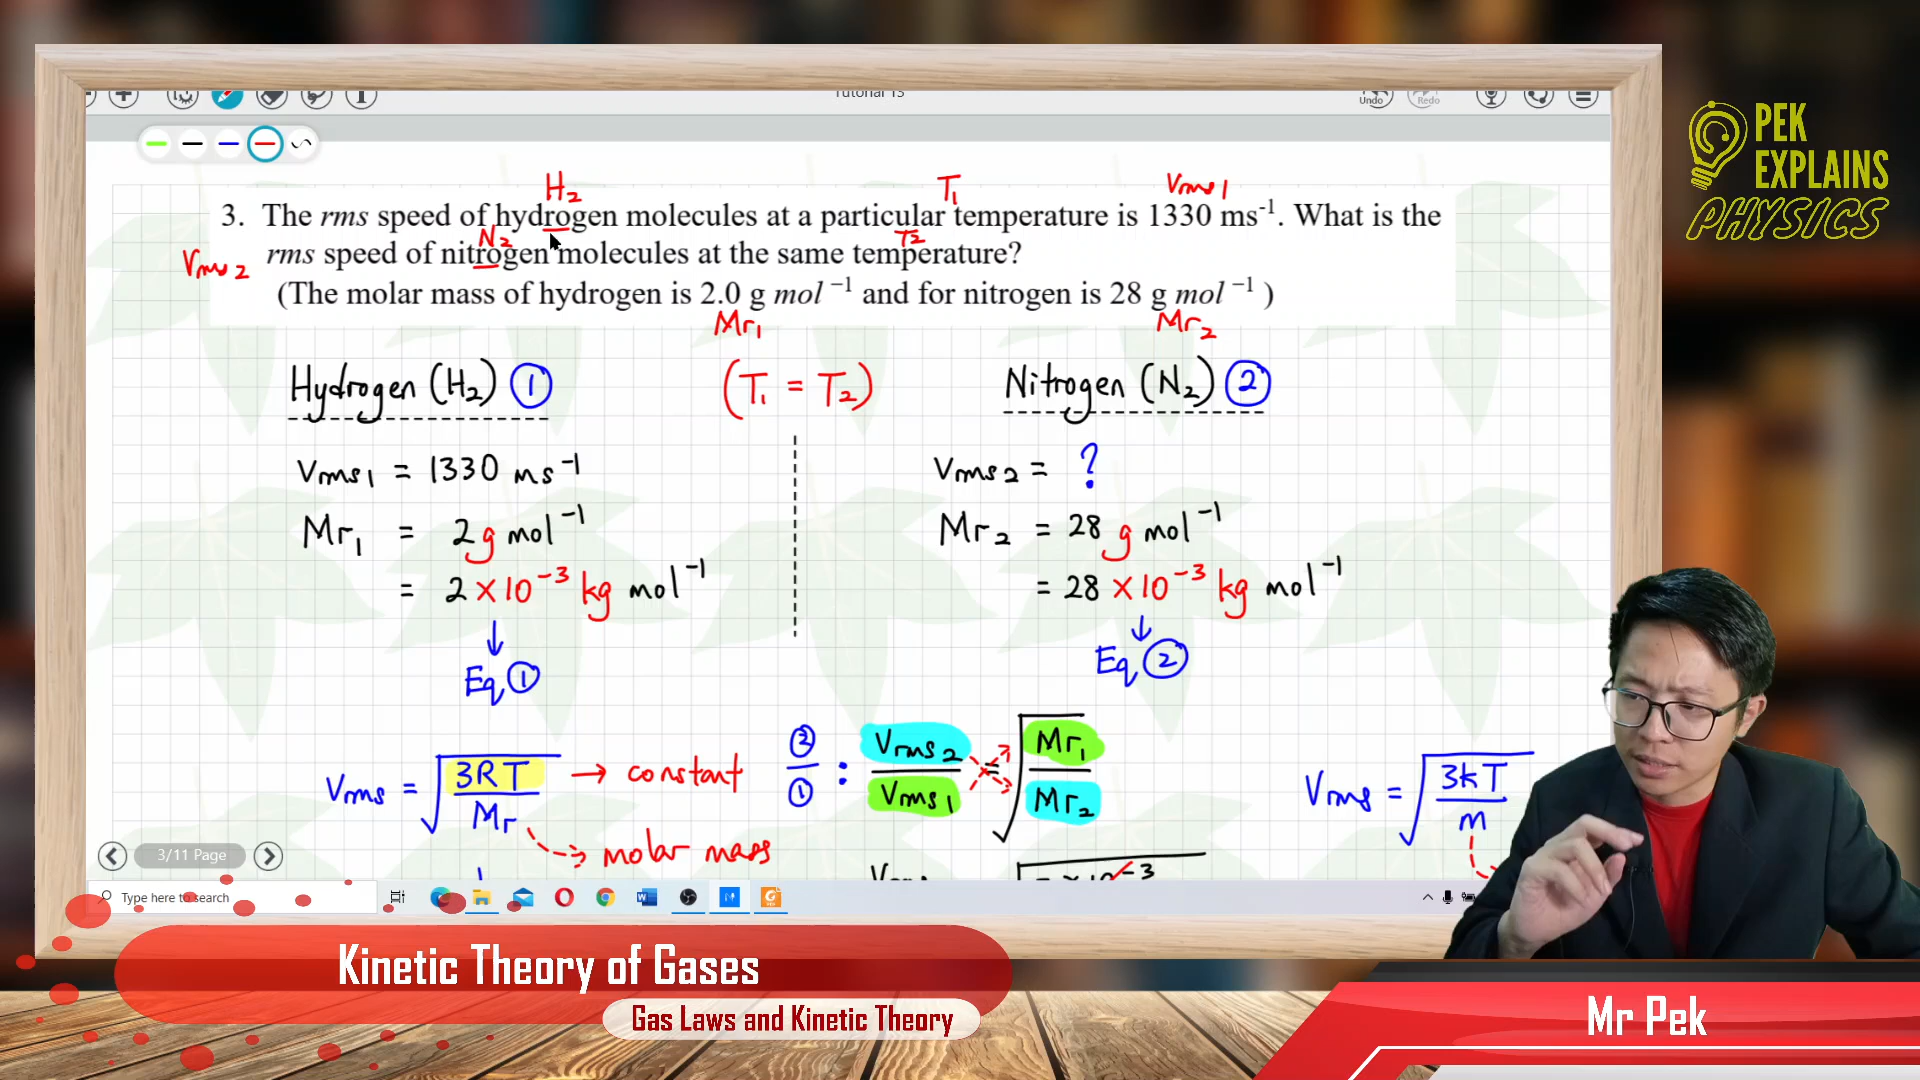 Tutorial 13
Undo
Redo
PEK
EXPLAINS
PHYSICS
H₂
T₁
Vrms1
3. The rms speed of hydrogen molecules at a particular temperature is 1330 ms⁻¹. What is the
N₂
T2
Vrms 2
rms speed of nitrogen molecules at the same temperature?
(The molar mass of hydrogen is 2.0 g mol ⁻¹ and for nitrogen is 28 g mol ⁻¹ )
Mr₁
Mr₂
Hydrogen (H₂) ①
(T₁ = T₂)
Nitrogen (N₂) ②
Vrms1 = 1330 ms⁻¹
Vrms2 = ?
Mr₁ = 2g mol⁻¹
Mr₂ = 28 g mol⁻¹
= 2 ×10⁻³ kg mol⁻¹
= 28 ×10⁻³ kg mol⁻¹
↓
↓
Eq ①
Eq ②
Vrms = √(3RT/Mr) → constant
②/① : Vrms2/Vrms1 = √(Mr₁/Mr₂)
Vrms = √(3kT/m)
molar mass
3/11 Page
Type here to search
Kinetic Theory of Gases
Gas Laws and Kinetic Theory
Mr Pek